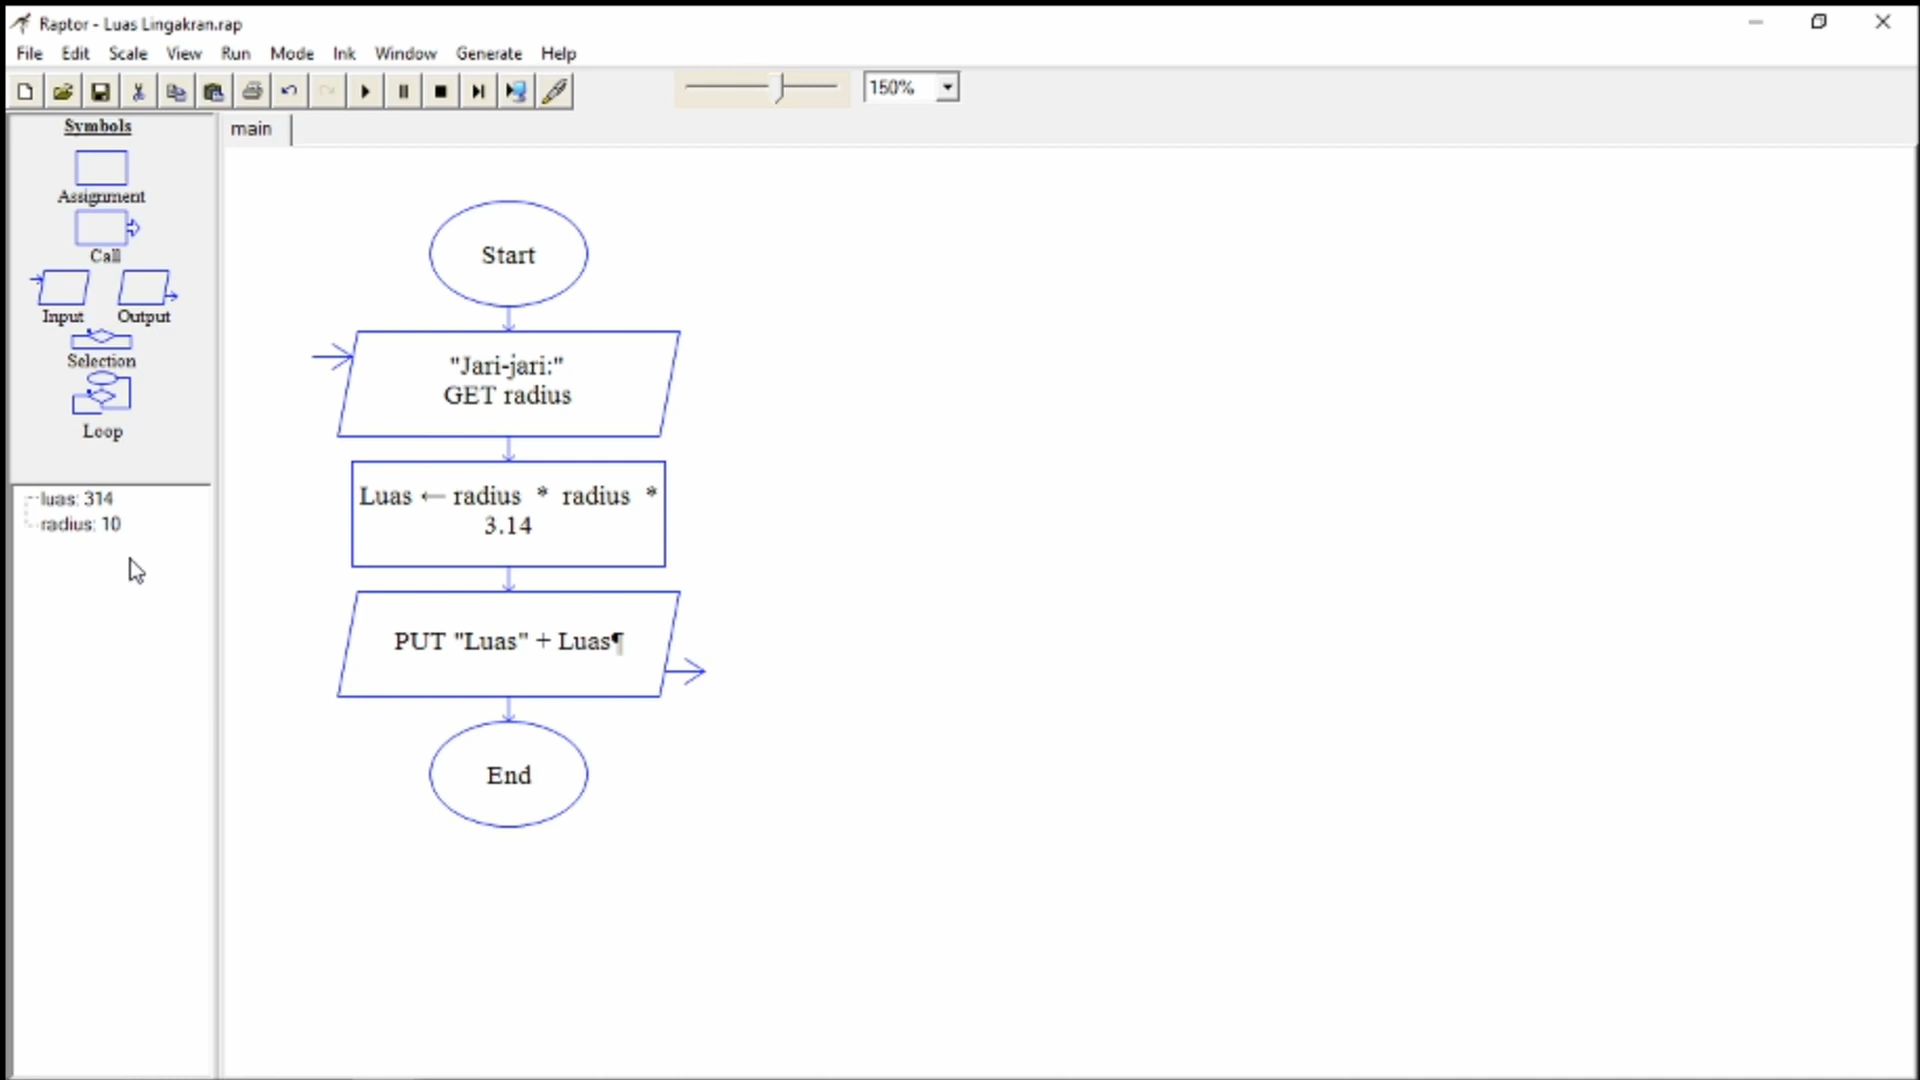 Raptor - Luas Lingakran.rap
File Edit Scale View Run Mode Ink Window Generate Help
150%
Symbols
Assignment
Call
Input Output
Selection
Loop
luas: 314
radius: 10
main
Start
"Jari-jari:"
GET radius
Luas ← radius * radius *
3.14
PUT "Luas" + Luas¶
End